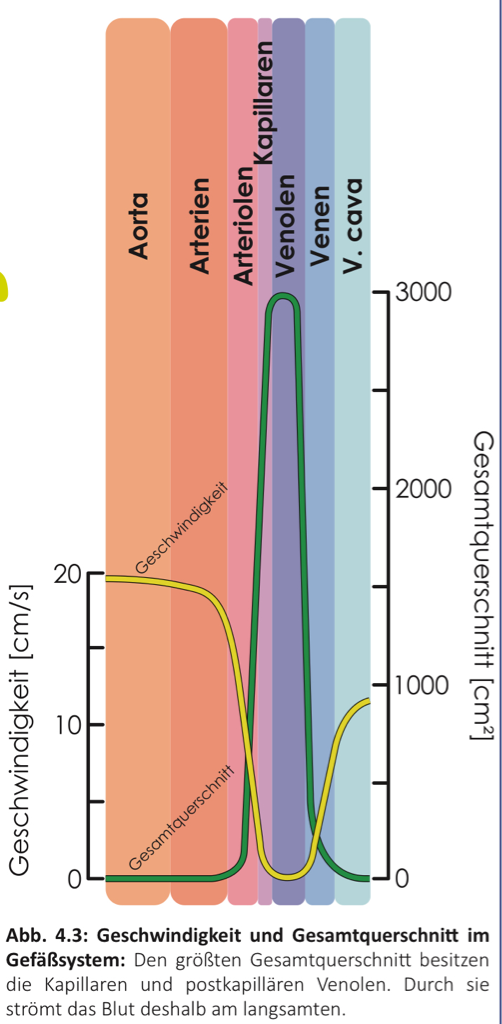 Aorta
Arterien
Arteriolen
Kapillaren
Venolen
Venen
V. cava
Geschwindigkeit [cm/s]
20
10
0
Geschwindigkeit
Gesamtquerschnitt
3000
2000
1000
0
Gesamtquerschnitt [cm²]
Abb. 4.3: Geschwindigkeit und Gesamtquerschnitt im
Gefäßsystem: Den größten Gesamtquerschnitt besitzen
die Kapillaren und postkapillären Venolen. Durch sie
strömt das Blut deshalb am langsamten.